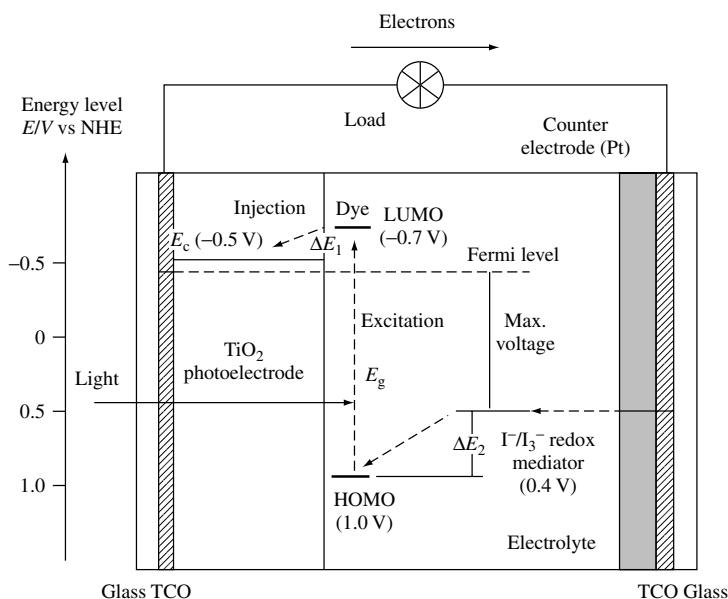 Electrons
Energy level
E/V vs NHE
Load
Counter
electrode (Pt)
Injection
Dye
LUMO
(−0.7 V)
E_c (−0.5 V)
ΔE_1
−0.5
Fermi level
Excitation
Max.
voltage
0
TiO_2
photoelectrode
Light
E_g
0.5
I^−/I_3^− redox
mediator
(0.4 V)
ΔE_2
1.0
HOMO
(1.0 V)
Electrolyte
Glass TCO
TCO Glass